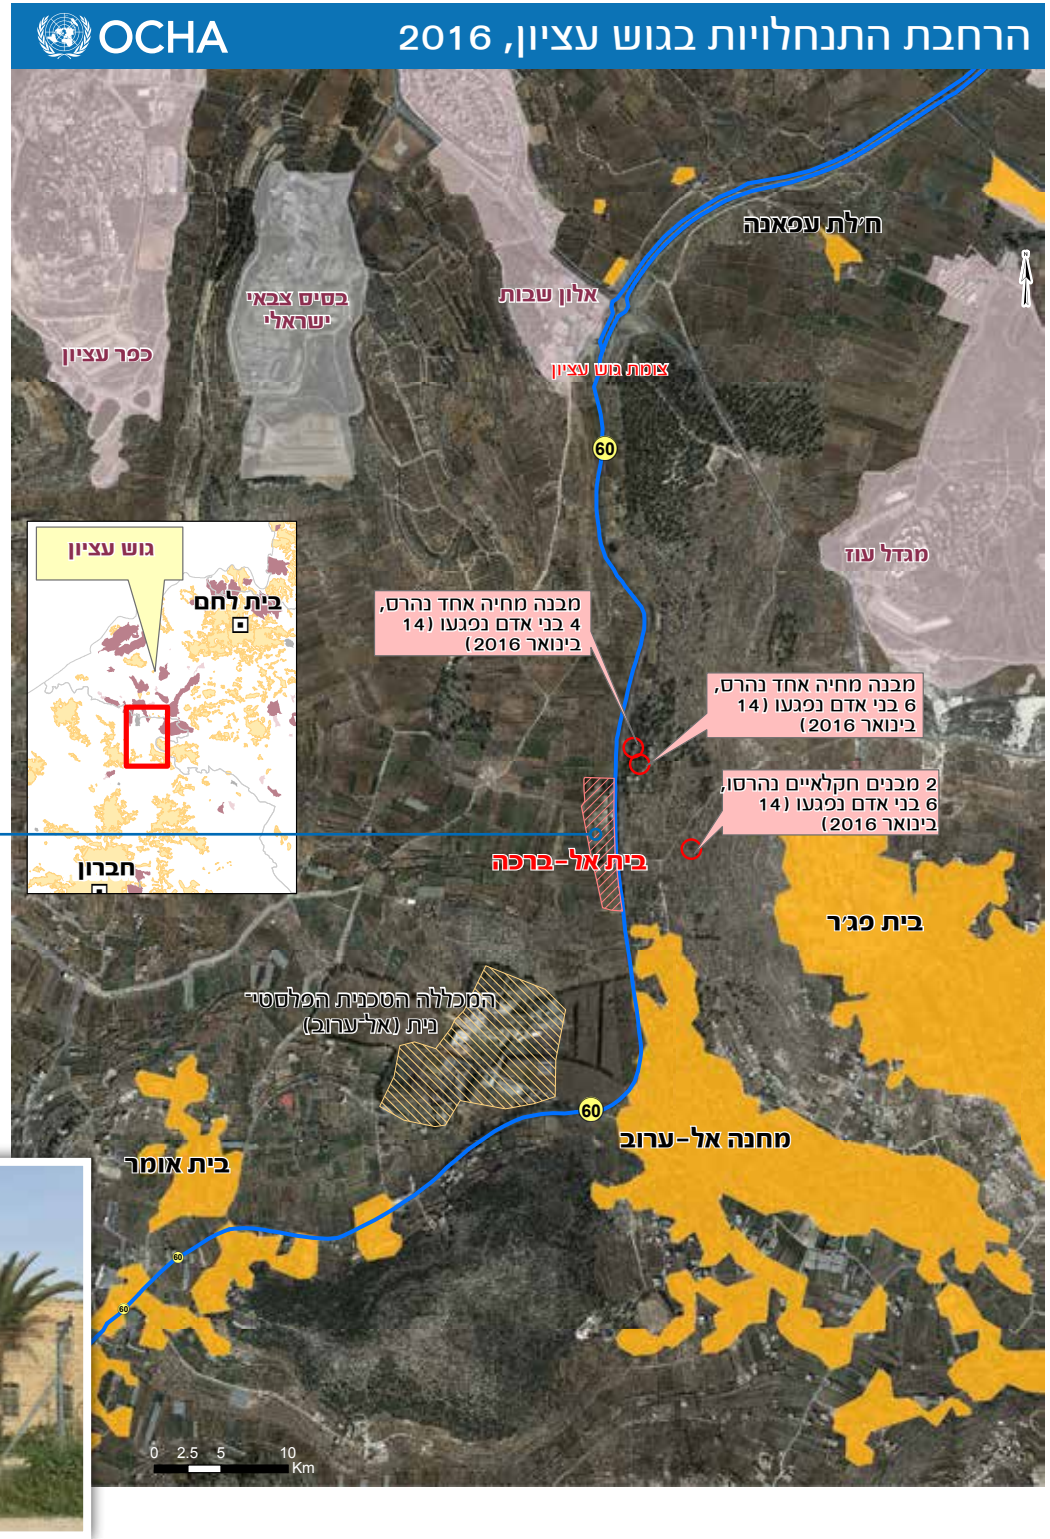 הרחבת התנחלויות בגוש עציון, 2016
OCHA
ח'לת עפאנה
N
אלון שבות
בסיס צבאי
ישראלי
כפר עציון
צומת גוש עציון
60
מגדל עוז
גוש עציון
בית לחם
חברון
מבנה מחיה אחד נהרס,
4 בני אדם נפגעו (14
בינואר 2016)
מבנה מחיה אחד נהרס,
6 בני אדם נפגעו (14
בינואר 2016)
2 מבנים חקלאיים נהרסו,
6 בני אדם נפגעו (14
בינואר 2016)
בית אל-ברכה
בית פג'ר
המכללה הטכנית הפלסטי-
נית (אל-ערוב)
60
מחנה אל-ערוב
בית אומר
60
60
0 2.5 5 10
Km